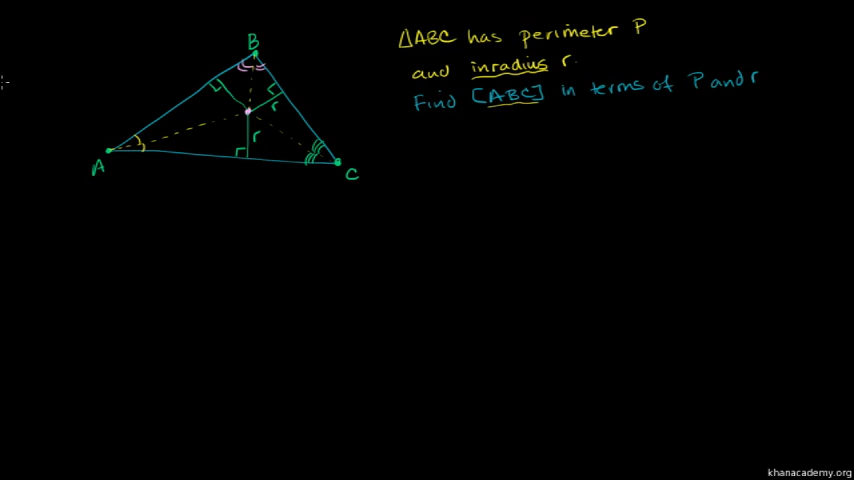 ΔABC has perimeter P
and inradius r.
Find [ABC] in terms of P and r
B
r
r
A
C
khanacademy.org